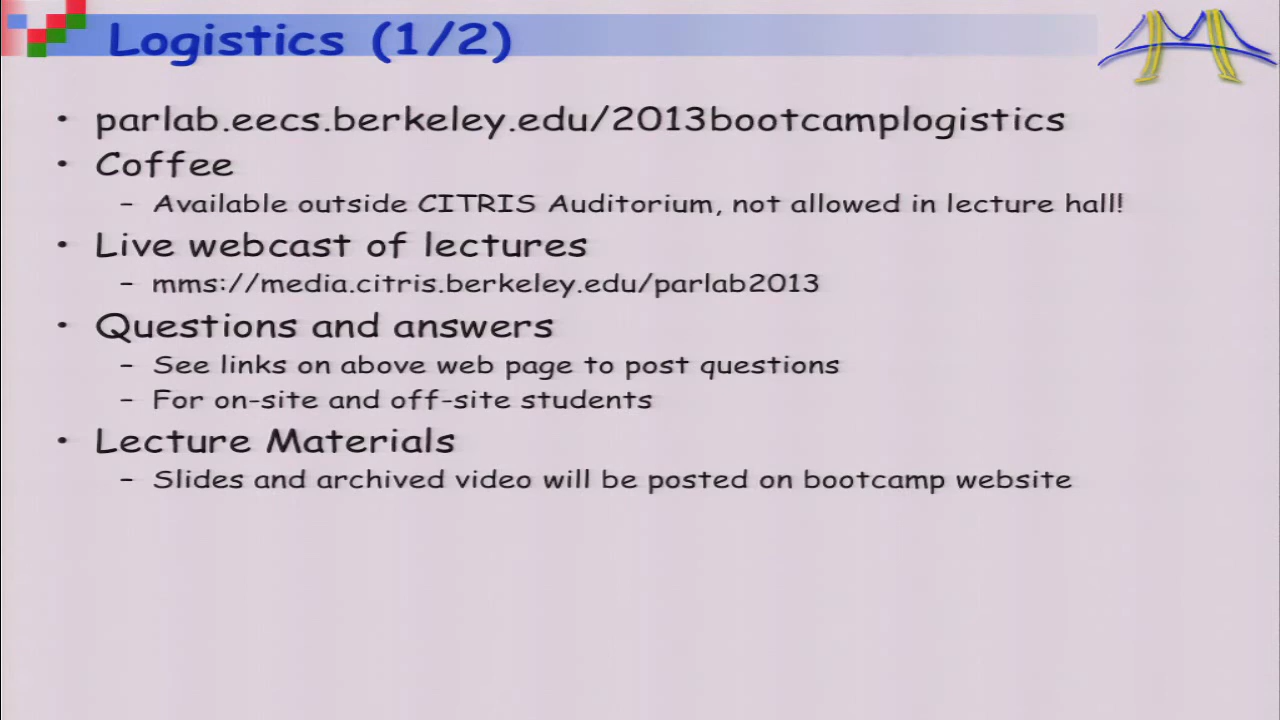 Logistics (1/2)
• parlab.eecs.berkeley.edu/2013bootcamplogistics
• Coffee
– Available outside CITRIS Auditorium, not allowed in lecture hall!
• Live webcast of lectures
– mms://media.citris.berkeley.edu/parlab2013
• Questions and answers
– See links on above web page to post questions
– For on-site and off-site students
• Lecture Materials
– Slides and archived video will be posted on bootcamp website